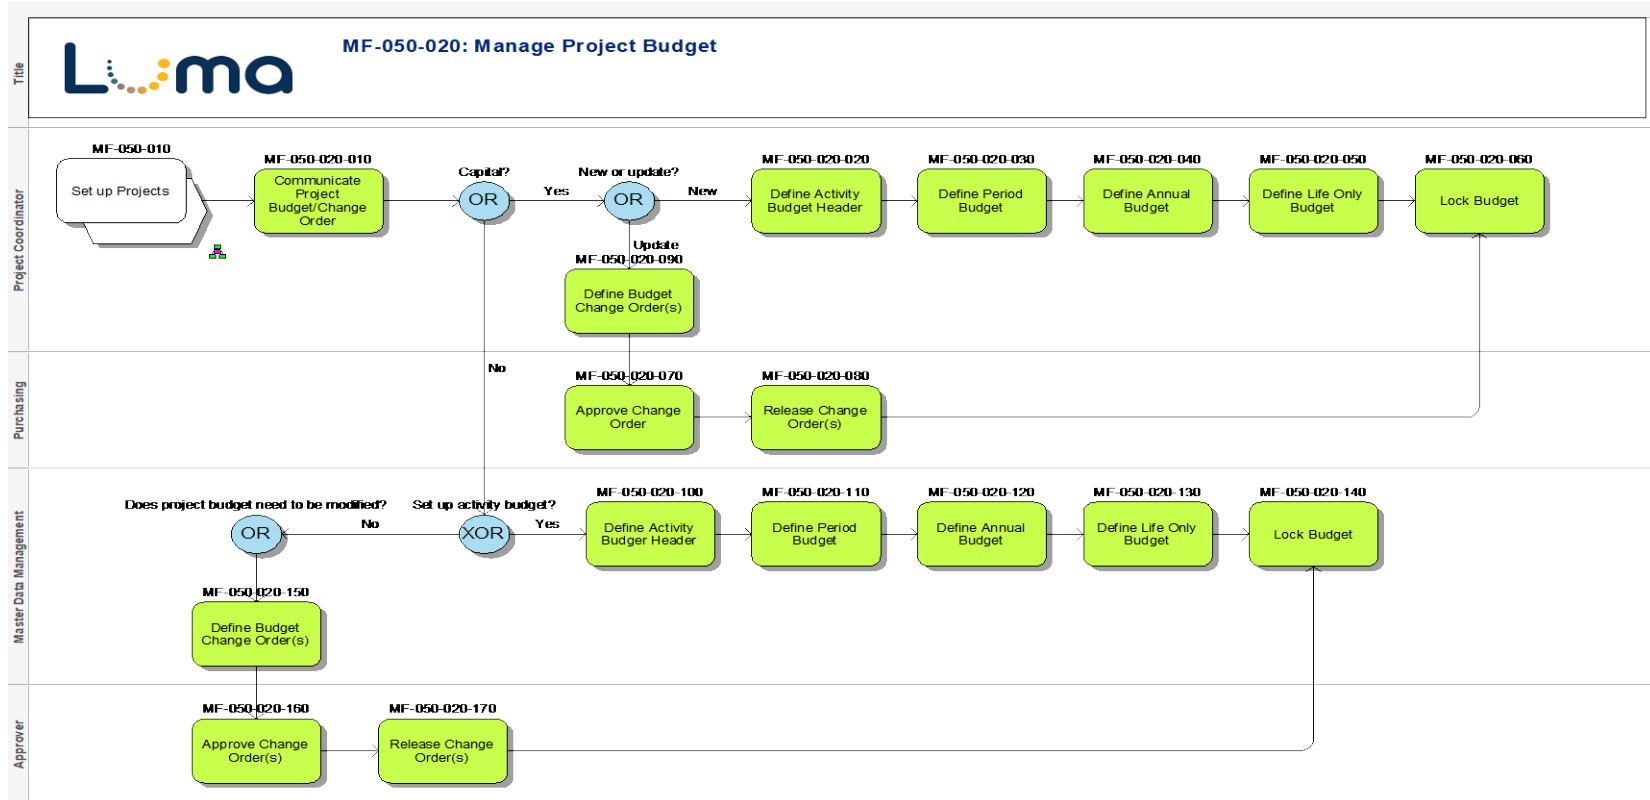 Title
Luma
MF-050-020: Manage Project Budget
Project Coordinator
MF-050-010
Set up Projects
MF-050-020-010
Communicate
Project
Budget/Change
Order
Capital?
OR
Yes
New or update?
OR
New
MF-050-020-020
Define Activity
Budget Header
MF-050-020-030
Define Period
Budget
MF-050-020-040
Define Annual
Budget
MF-050-020-050
Define Life Only
Budget
MF-050-020-060
Lock Budget
Update
MF-050-020-090
Define Budget
Change Order(s)
No
Purchasing
MF-050-020-070
Approve Change
Order
MF-050-020-080
Release Change
Order(s)
Master Data Management
Does project budget need to be modified?
OR
No
Set up activity budget?
XOR
Yes
MF-050-020-100
Define Activity
Budger Header
MF-050-020-110
Define Period
Budget
MF-050-020-120
Define Annual
Budget
MF-050-020-130
Define Life Only
Budget
MF-050-020-140
Lock Budget
MF-050-020-150
Define Budget
Change Order(s)
Approver
MF-050-020-160
Approve Change
Order(s)
MF-050-020-170
Release Change
Order(s)